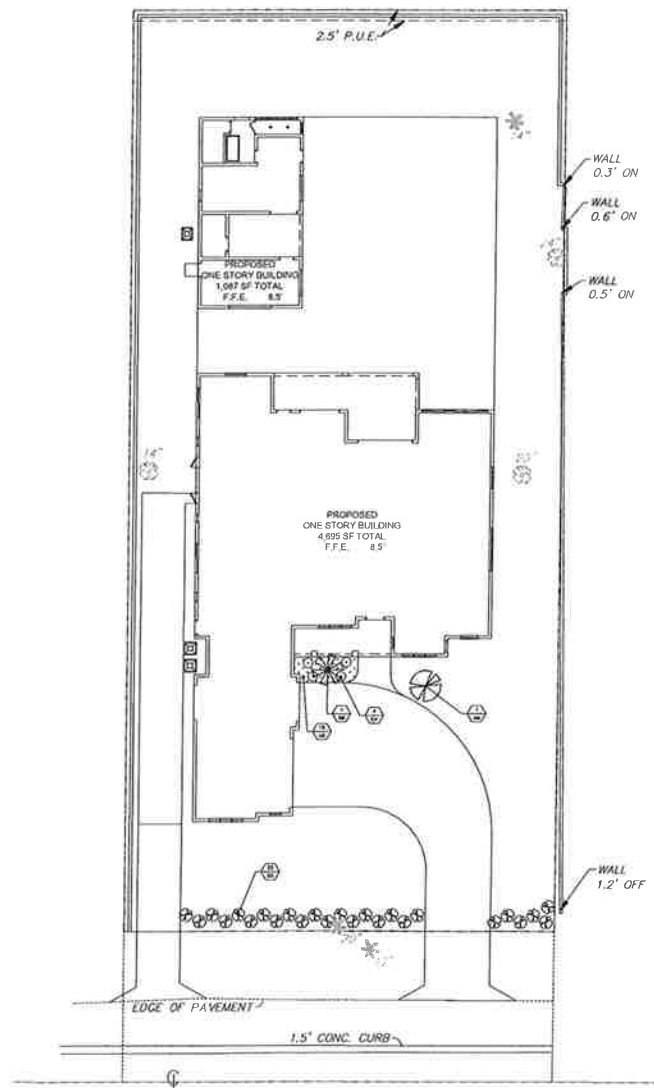 2.5' P.U.E.
WALL
0.3' ON
WALL
0.6' ON
WALL
0.5' ON
PROPOSED
ONE STORY BUILDING
1,087 SF TOTAL
F.F.E. 8.5'
14"
20"
PROPOSED
ONE STORY BUILDING
4,695 SF TOTAL
F.F.E. 8.5'
WALL
1.2' OFF
EDGE OF PAVEMENT
1.5' CONC. CURB